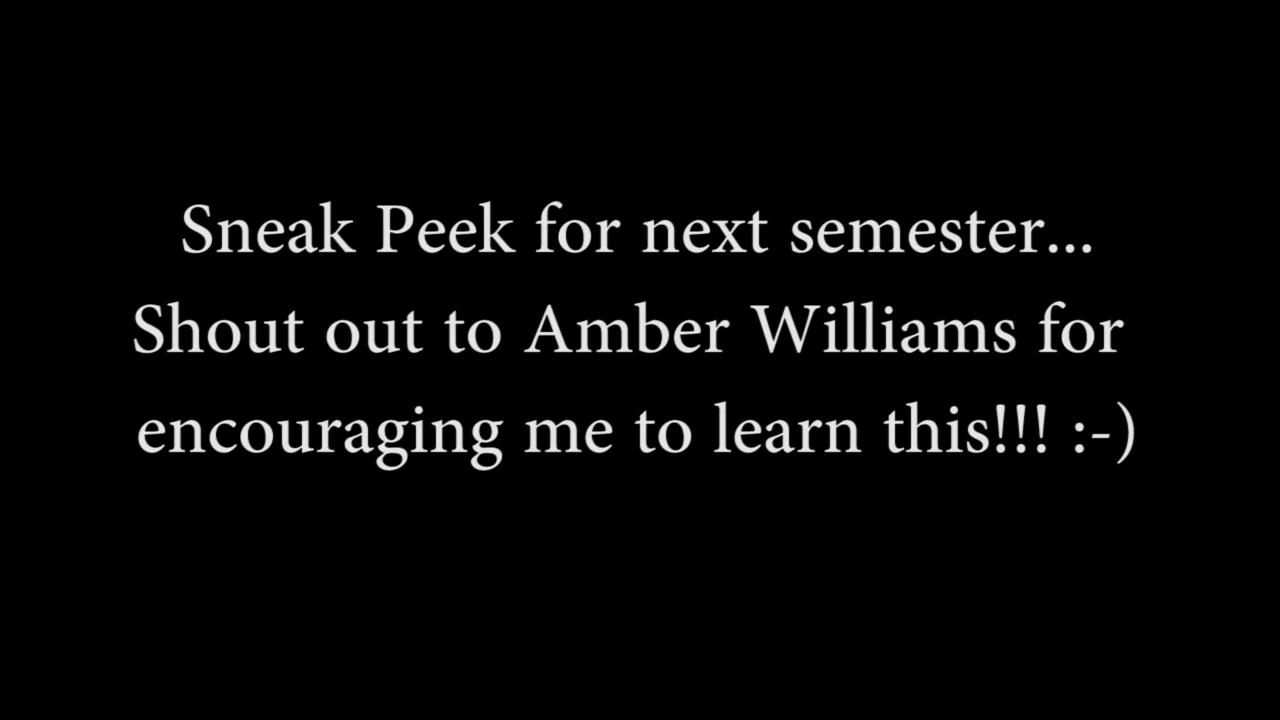 Sneak Peek for next semester...
Shout out to Amber Williams for
encouraging me to learn this!!! :-)